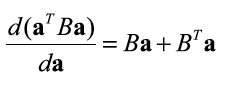 d(𝐚ᵀB𝐚)/d𝐚 = B𝐚 + Bᵀ𝐚